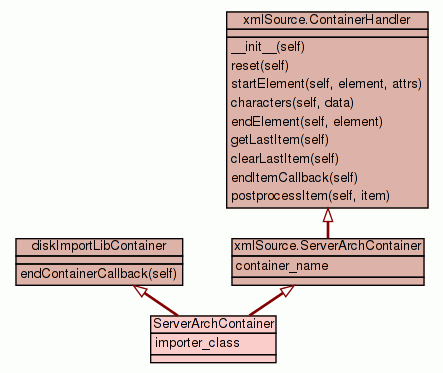 xmlSource.ContainerHandler
__init__(self)
reset(self)
startElement(self, element, attrs)
characters(self, data)
endElement(self, element)
getLastItem(self)
clearLastItem(self)
endItemCallback(self)
postprocessItem(self, item)
diskImportLibContainer
endContainerCallback(self)
xmlSource.ServerArchContainer
container_name
ServerArchContainer
importer_class